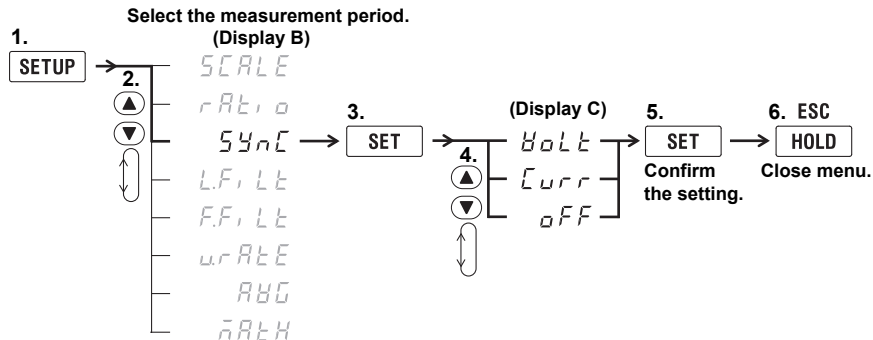 Select the measurement period.
1. (Display B)
SETUP SCALE
2. rAtio
SYnC 3. SET (Display C) 5. SET 6. ESC HOLD
4. VoLt
Curr
oFF
Confirm the setting.
Close menu.
L.FiLt
F.FiLt
u.rAtE
AVG
mAtH